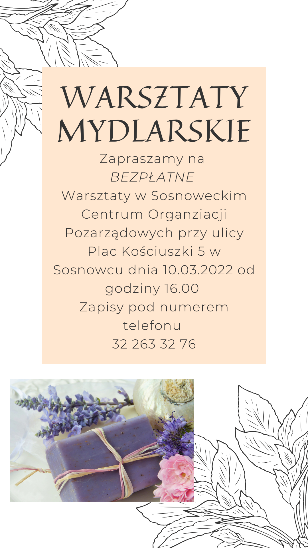 WARSZTATY
MYDLARSKIE
Zapraszamy na
BEZPŁATNE
Warsztaty w Sosnoweckim
Centrum Organziacji
Pozarządowych przy ulicy
Plac Kościuszki 5 w
Sosnowcu dnia 10.03.2022 od
godziny 16.00
Zapisy pod numerem
telefonu
32 263 32 76